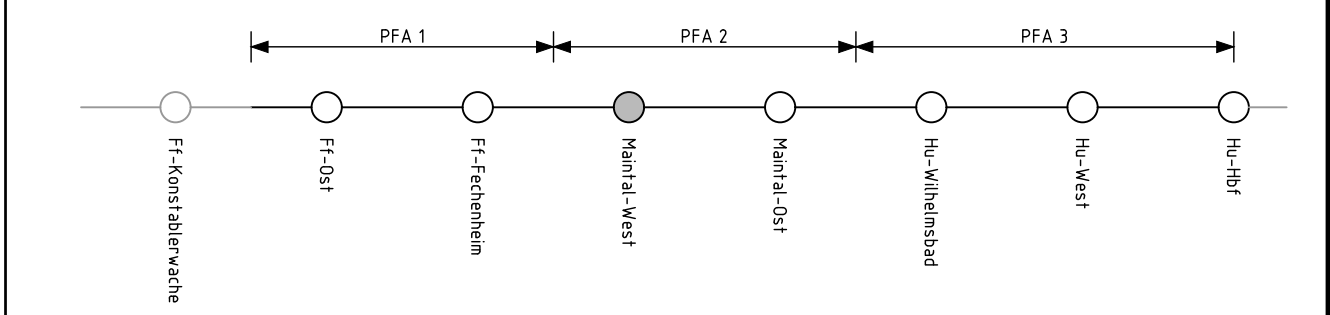 PFA 1
PFA 2
PFA 3
Ff-Konstablerwache
Ff-Ost
Ff-Fechenheim
Maintal-West
Maintal-Ost
Hu-Wilhelmsbad
Hu-West
Hu-Hbf